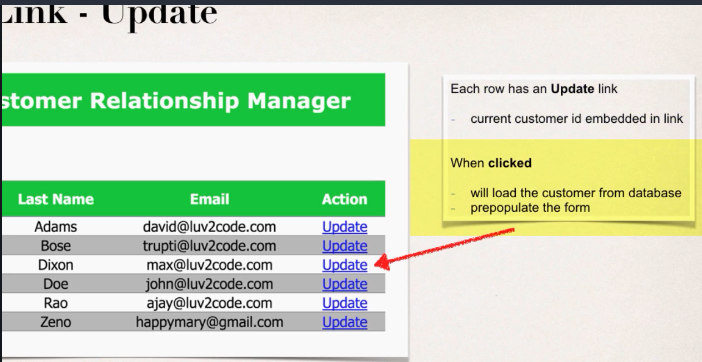 Link - Update
stomer Relationship Manager
Last Name Email Action
Adams david@luv2code.com Update
Bose trupti@luv2code.com Update
Dixon max@luv2code.com Update
Doe john@luv2code.com Update
Rao ajay@luv2code.com Update
Zeno happymary@gmail.com Update
Each row has an Update link
- current customer id embedded in link
When clicked
- will load the customer from database
- prepopulate the form